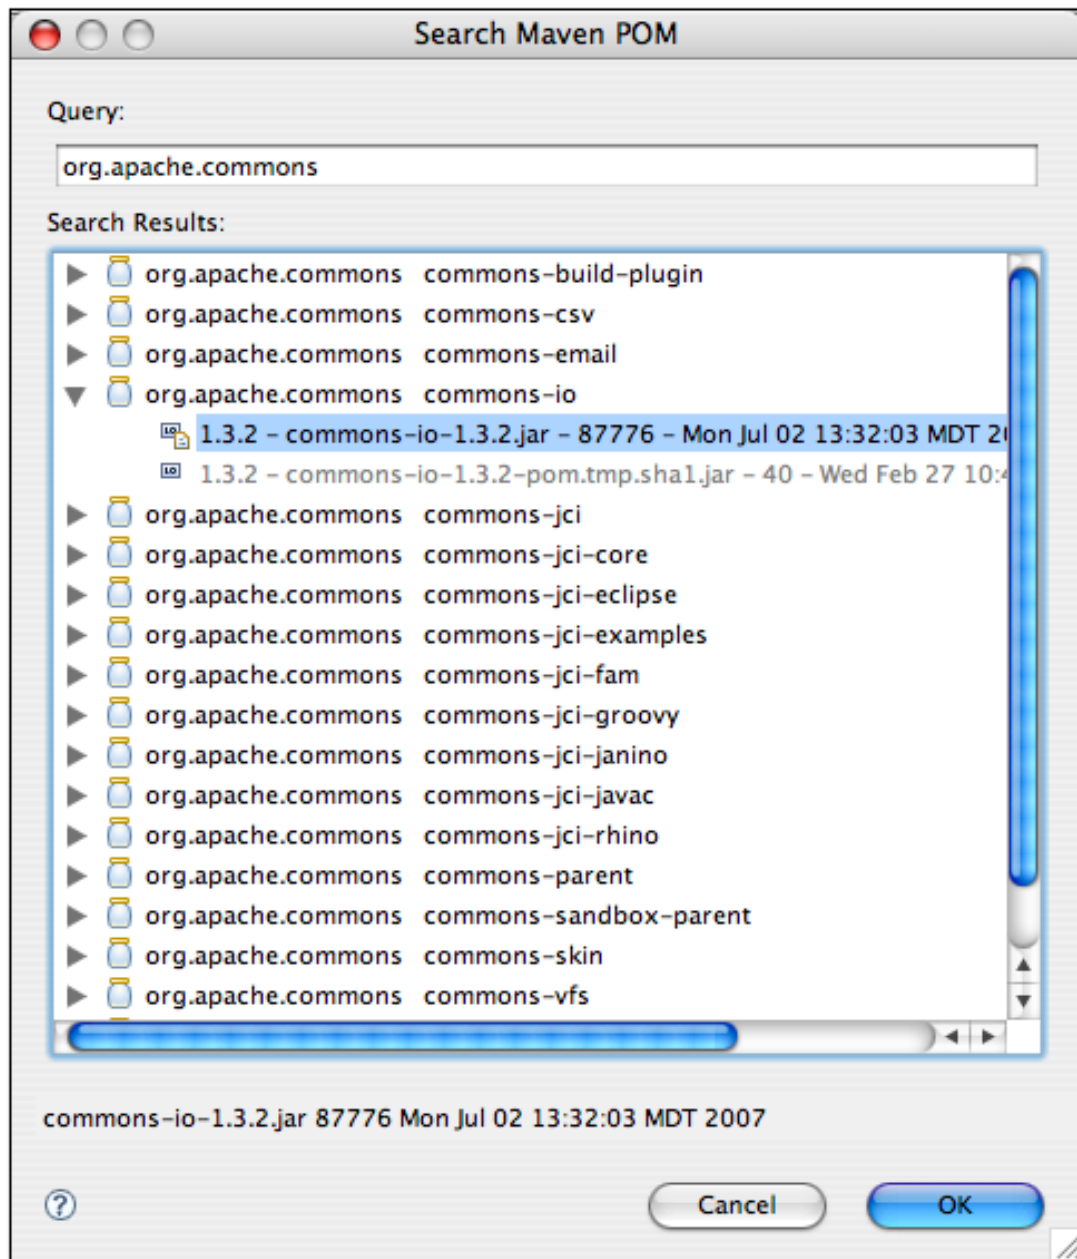 Search Maven POM
Query:
org.apache.commons
Search Results:
org.apache.commons commons-build-plugin
org.apache.commons commons-csv
org.apache.commons commons-email
org.apache.commons commons-io
1.3.2 – commons-io-1.3.2.jar – 87776 – Mon Jul 02 13:32:03 MDT
1.3.2 – commons-io-1.3.2-pom.tmp.sha1.jar – 40 – Wed Feb 27
org.apache.commons commons-jci
org.apache.commons commons-jci-core
org.apache.commons commons-jci-eclipse
org.apache.commons commons-jci-examples
org.apache.commons commons-jci-fam
org.apache.commons commons-jci-groovy
org.apache.commons commons-jci-janino
org.apache.commons commons-jci-javac
org.apache.commons commons-jci-rhino
org.apache.commons commons-parent
org.apache.commons commons-sandbox-parent
org.apache.commons commons-skin
org.apache.commons commons-vfs
commons-io-1.3.2.jar 87776 Mon Jul 02 13:32:03 MDT 2007
? Cancel OK